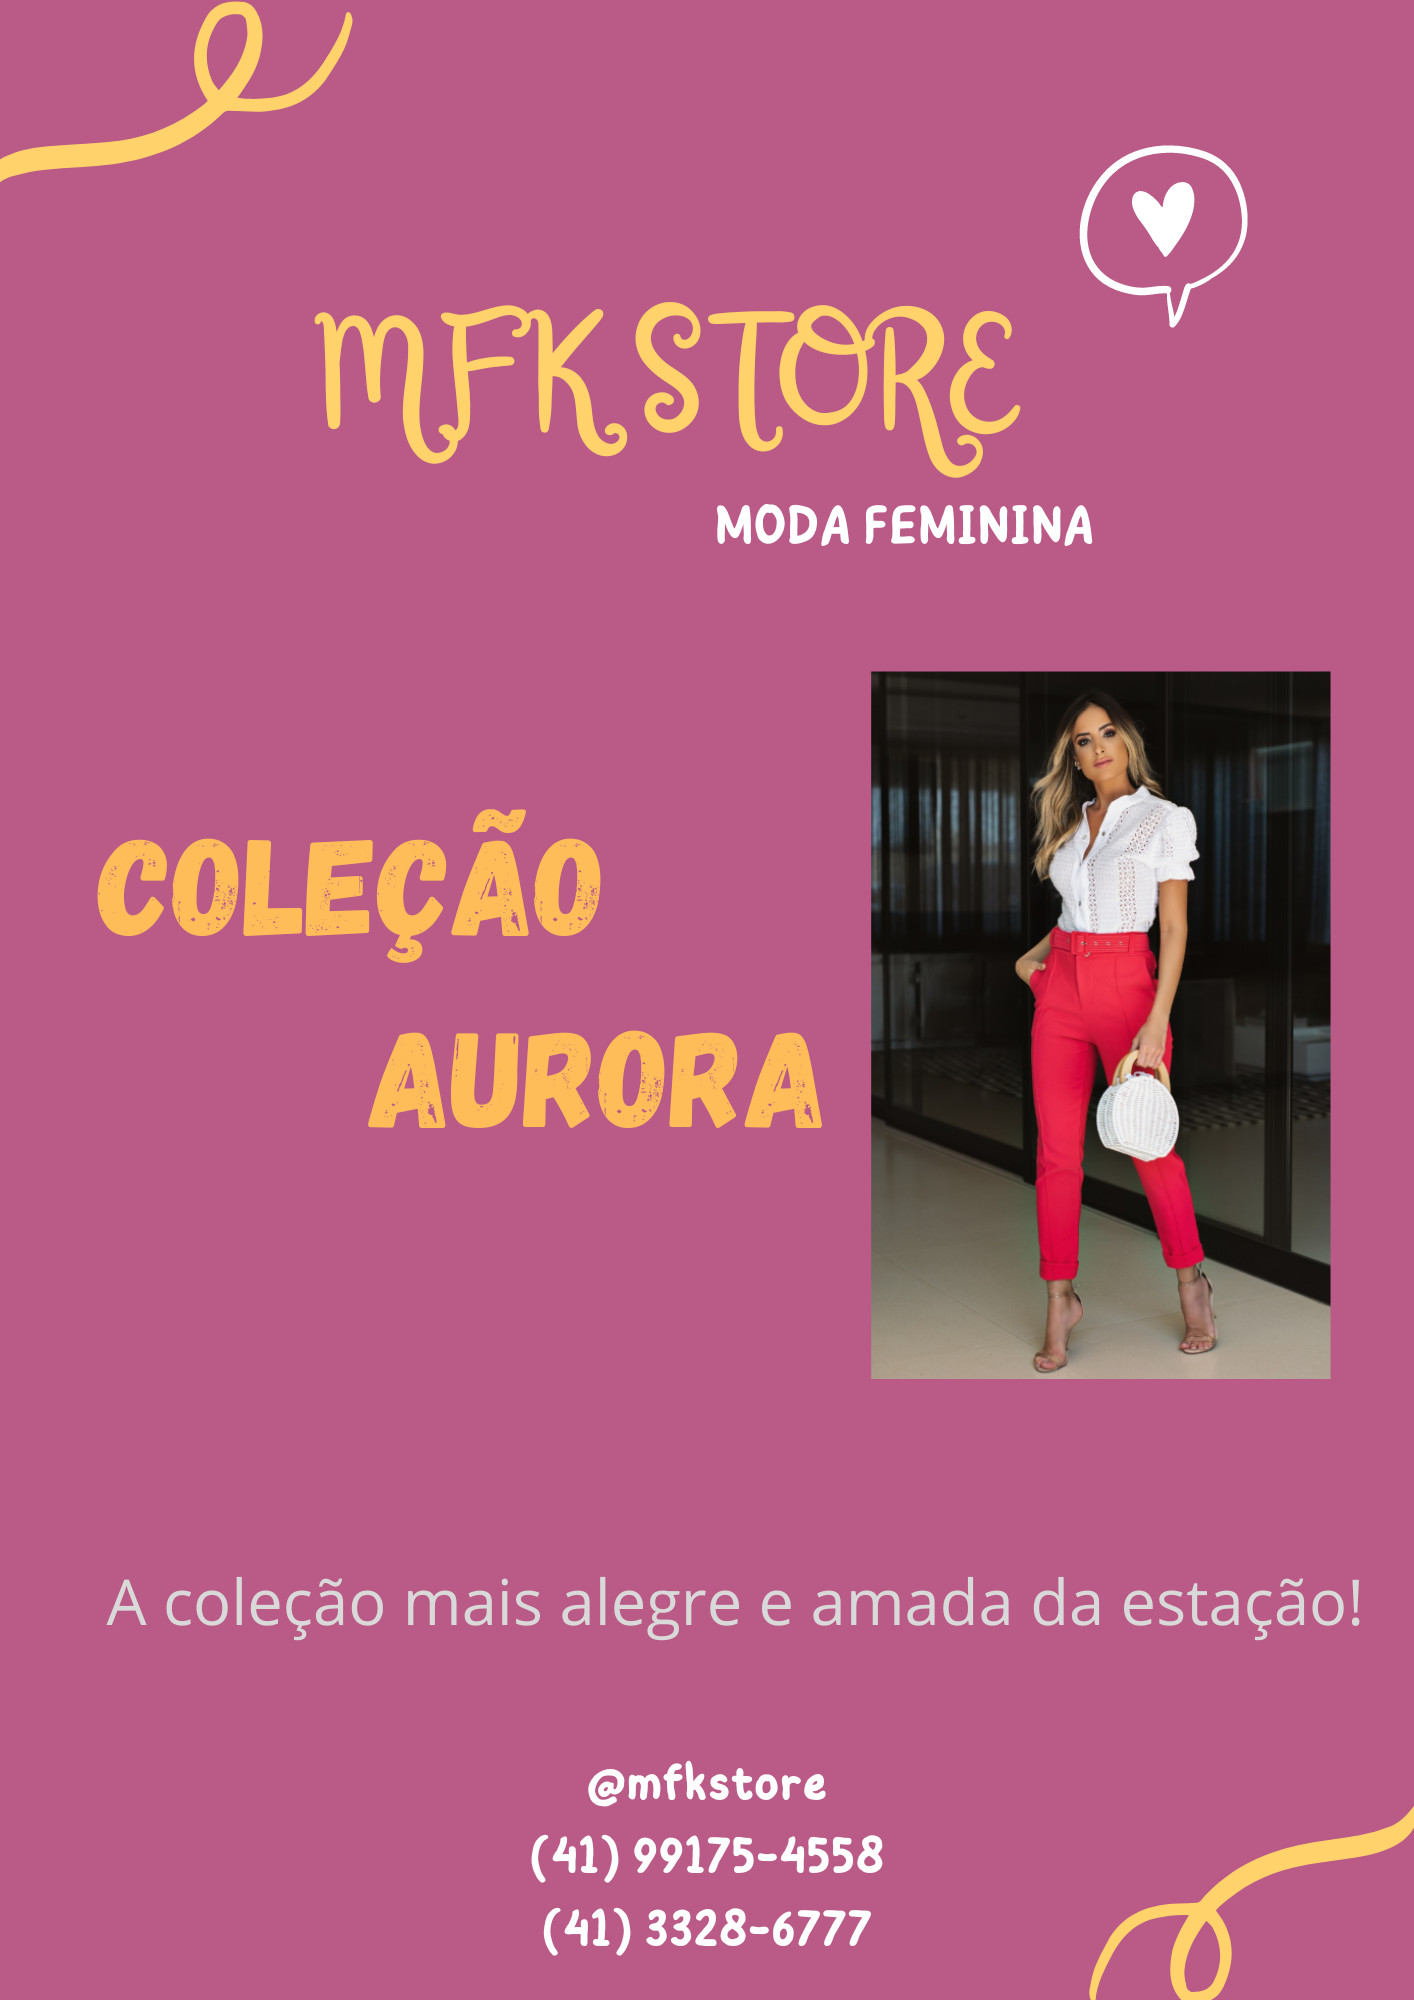 MFK STORE
MODA FEMININA
COLEÇÃO
AURORA
A coleção mais alegre e amada da estação!
@mfkstore
(41) 99175-4558
(41) 3328-6777